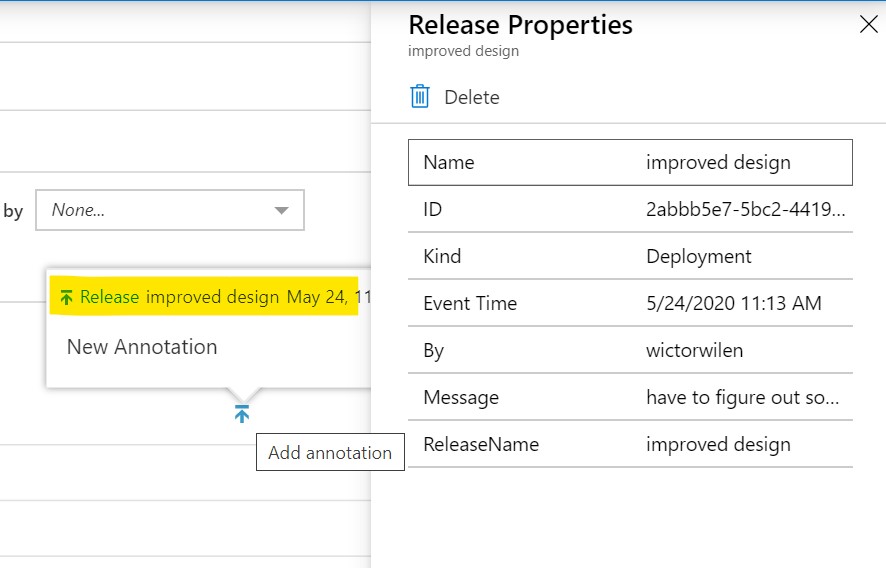 Release Properties
improved design
Delete
Name improved design
ID 2abbb5e7-5bc2-4419...
Kind Deployment
Event Time 5/24/2020 11:13 AM
By wictorwilen
Message have to figure out so...
ReleaseName improved design
by None...
Release improved design May 24, 11
New Annotation
Add annotation